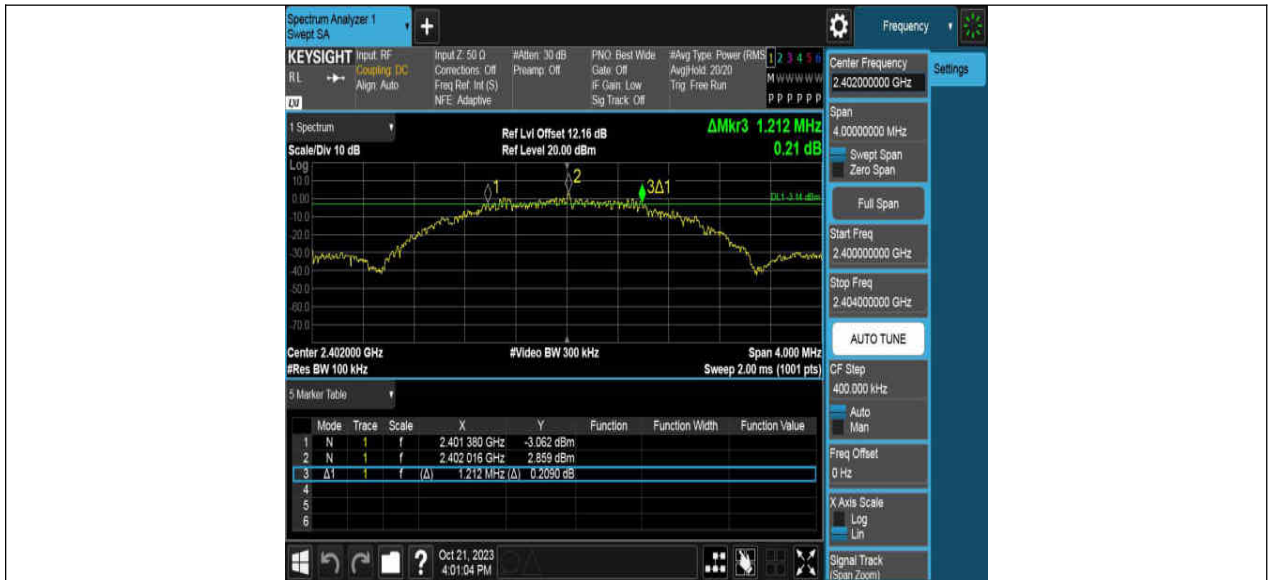 Spectrum Analyzer 1
Swept SA
Frequency
KEYSIGHT
RL
Input: RF
Coupling: DC
Align: Auto
Input Z: 50 Ω
Corrections: Off
Freq Ref: Int (S)
NFE: Adaptive
#Atten: 30 dB
Preamp: Off
PNO: Best Wide
Gate: Off
IF Gain: Low
Sig Track: Off
#Avg Type: Power (RMS
Avg|Hold: 20/20
Trig: Free Run
1 2 3 4 5 6
M W W W W W
P P P P P P
1 Spectrum
Scale/Div 10 dB
Ref Lvl Offset 12.16 dB
Ref Level 20.00 dBm
ΔMkr3 1.212 MHz
0.21 dB
Log
10.0
0.00
-10.0
-20.0
-30.0
-40.0
-50.0
-60.0
-70.0
1
2
3Δ1
DL1 -3.14 dBm
Center 2.402000 GHz
#Video BW 300 kHz
Span 4.000 MHz
#Res BW 100 kHz
Sweep 2.00 ms (1001 pts)
5 Marker Table
Mode Trace Scale X Y Function Function Width Function Value
1 N 1 f 2.401 380 GHz -3.062 dBm
2 N 1 f 2.402 016 GHz 2.859 dBm
3 Δ1 1 f (Δ) 1.212 MHz (Δ) 0.2090 dB
4
5
6
Oct 21, 2023
4:01:04 PM
Center Frequency
2.402000000 GHz
Settings
Span
4.00000000 MHz
Swept Span
Zero Span
Full Span
Start Freq
2.400000000 GHz
Stop Freq
2.404000000 GHz
AUTO TUNE
CF Step
400.000 kHz
Auto
Man
Freq Offset
0 Hz
X Axis Scale
Log
Lin
Signal Track
(Span Zoom)